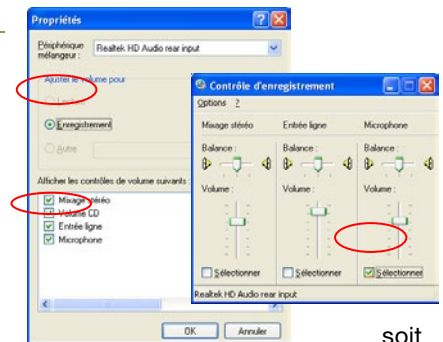 Propriétés
Périphérique mélangeur :
Realtek HD Audio rear input
Ajuster le volume pour
Lecture
Enregistrement
Autre
Afficher les contrôles de volume suivants :
Mixage stéréo
Volume CD
Entrée ligne
Microphone
OK
Annuler
Contrôle d'enregistrement
Options ?
Mixage stéréo
Entrée ligne
Microphone
Balance :
Balance :
Balance :
Volume :
Volume :
Volume :
Sélectionner
Sélectionner
Sélectionner
Realtek HD Audio rear input
soit